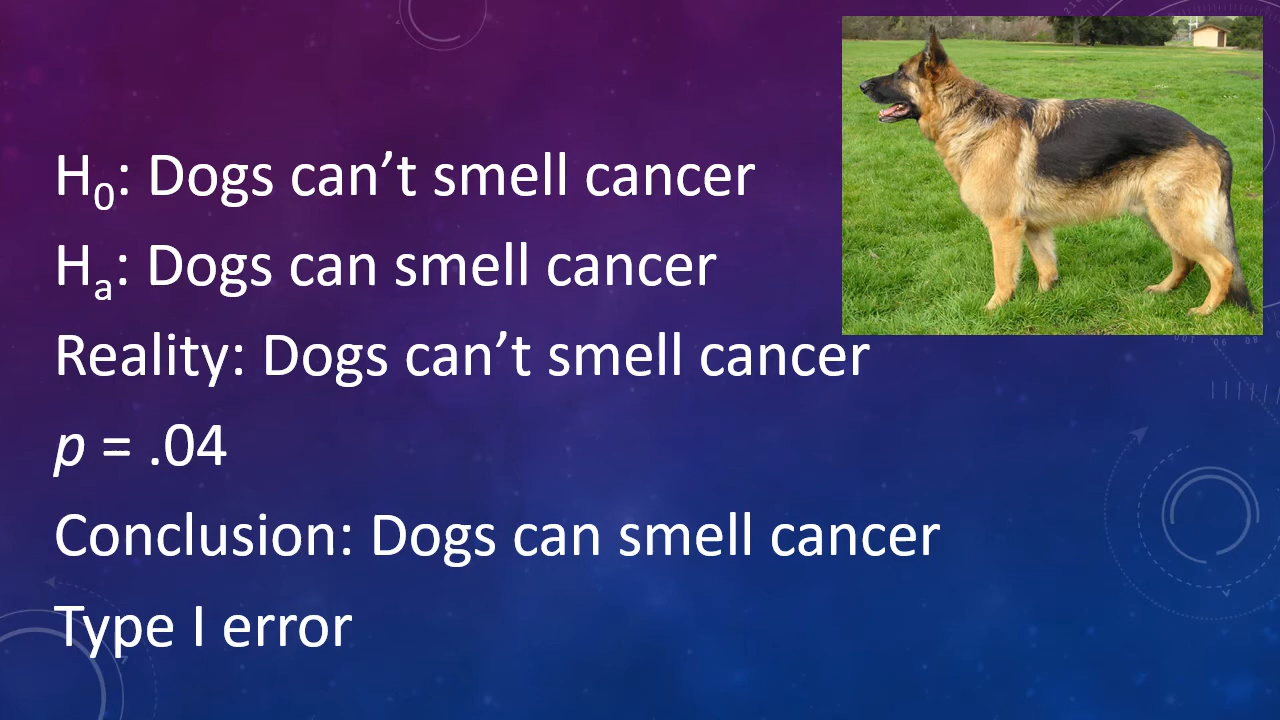 H₀: Dogs can’t smell cancer
Hₐ: Dogs can smell cancer
Reality: Dogs can’t smell cancer
p = .04
Conclusion: Dogs can smell cancer
Type I error